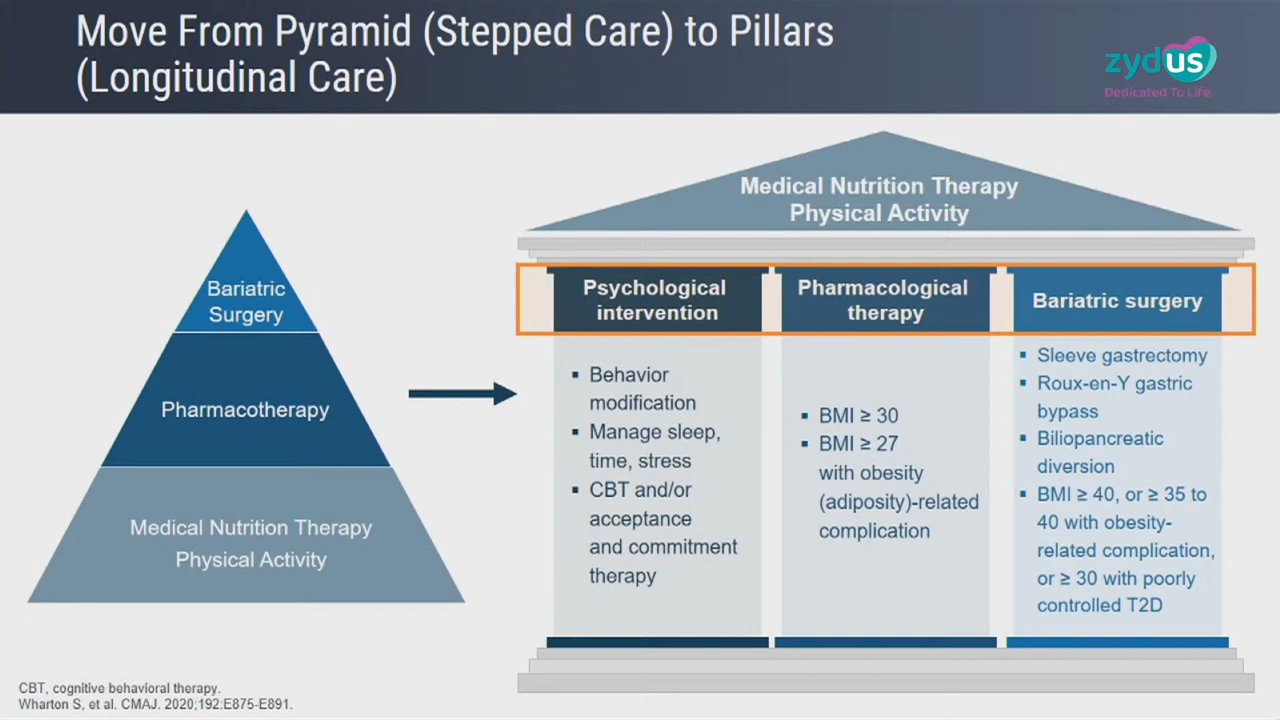 Move From Pyramid (Stepped Care) to Pillars
(Longitudinal Care)
zydus
Dedicated To Life
Bariatric
Surgery
Pharmacotherapy
Medical Nutrition Therapy
Physical Activity
Medical Nutrition Therapy
Physical Activity
Psychological
intervention
▪ Behavior
modification
▪ Manage sleep,
time, stress
▪ CBT and/or
acceptance
and commitment
therapy
Pharmacological
therapy
▪ BMI ≥ 30
▪ BMI ≥ 27
with obesity
(adiposity)-related
complication
Bariatric surgery
▪ Sleeve gastrectomy
▪ Roux-en-Y gastric
bypass
▪ Biliopancreatic
diversion
▪ BMI ≥ 40, or ≥ 35 to
40 with obesity-
related complication,
or ≥ 30 with poorly
controlled T2D
CBT, cognitive behavioral therapy.
Wharton S, et al. CMAJ. 2020;192:E875-E891.